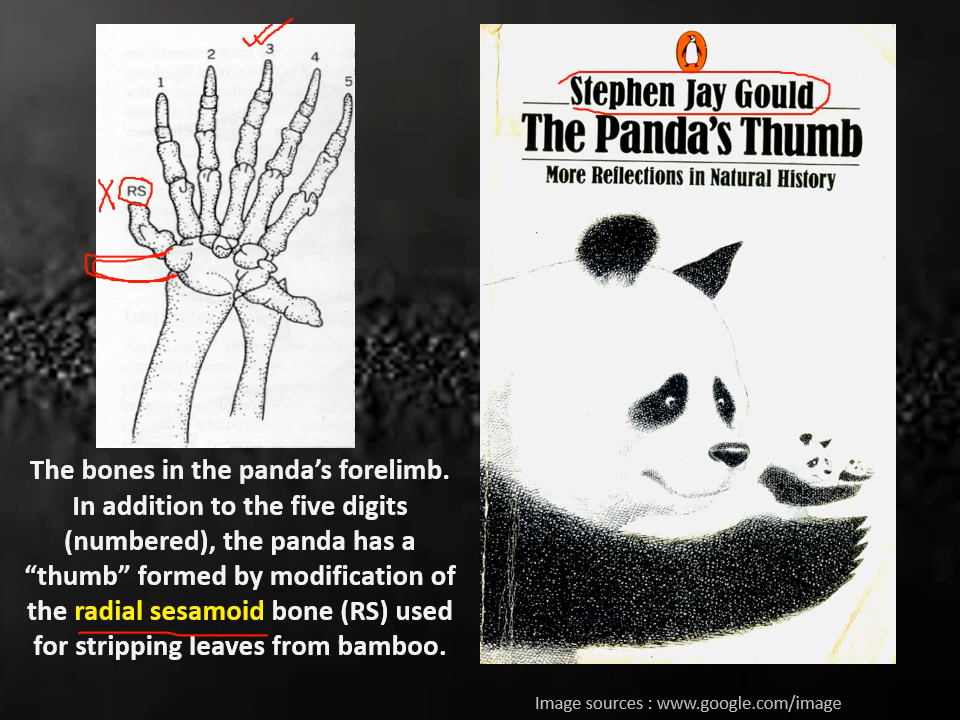 1
2
3
4
5
RS
The bones in the panda's forelimb.
In addition to the five digits
(numbered), the panda has a
“thumb” formed by modification of
the radial sesamoid bone (RS) used
for stripping leaves from bamboo.
Stephen Jay Gould
The Panda's Thumb
More Reflections in Natural History
Image sources : www.google.com/image